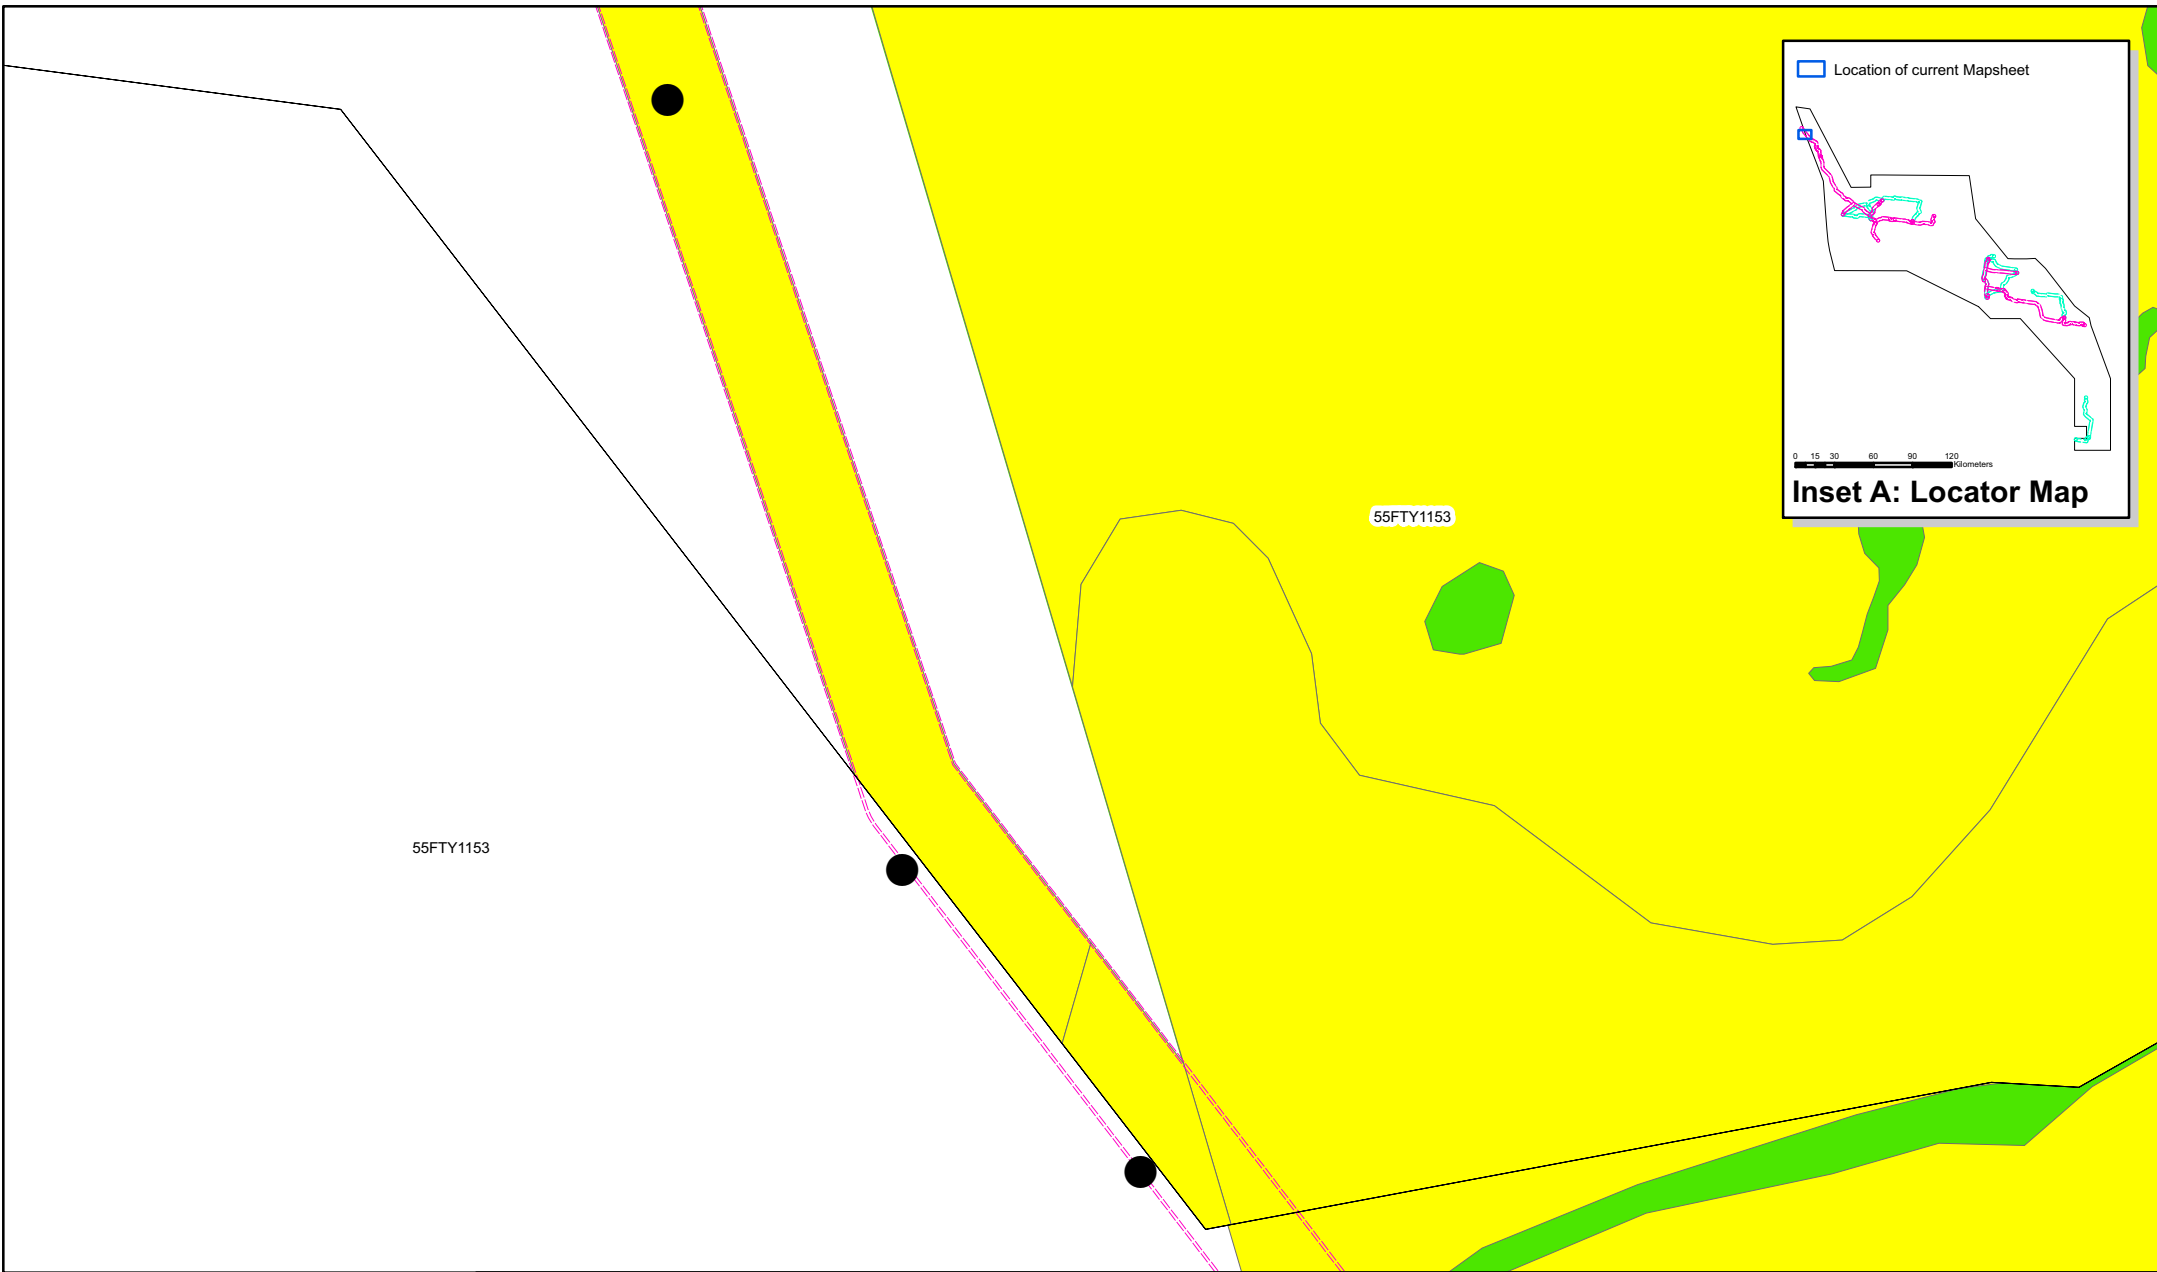 Location of current Mapsheet
0 15 30 60 90 120
Kilometers
Inset A: Locator Map
55FTY1153
55FTY1153